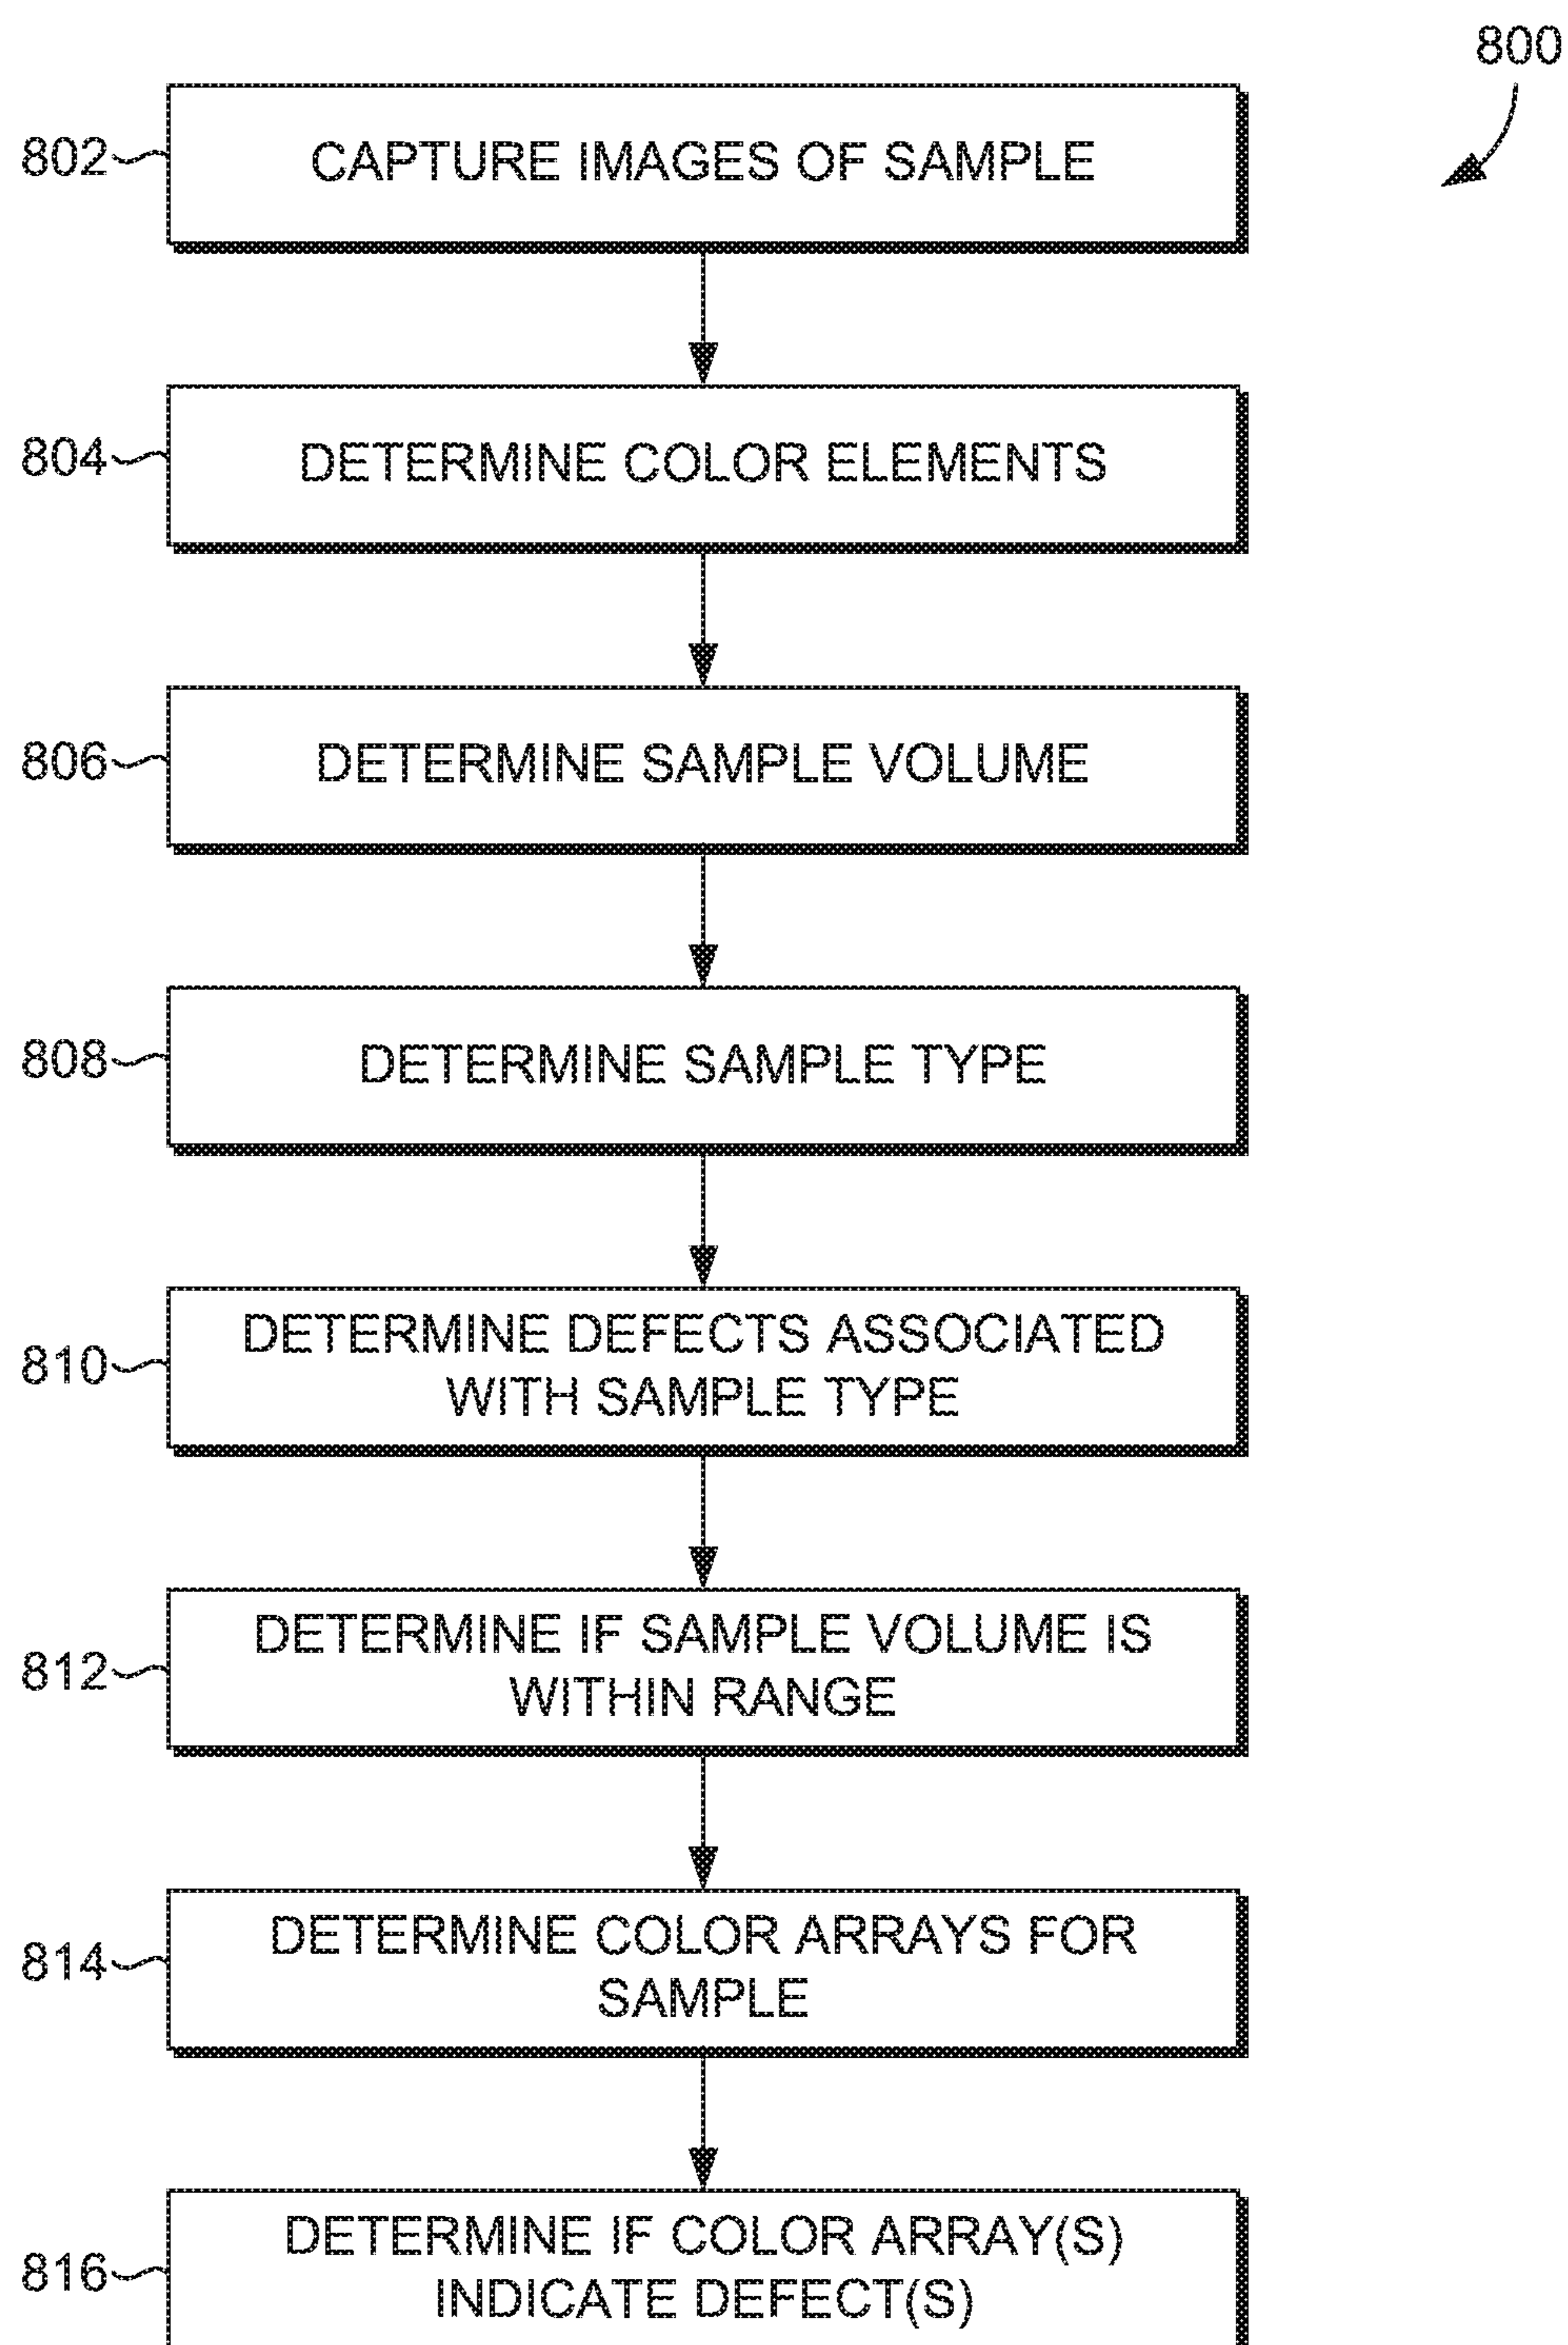 800
802
CAPTURE IMAGES OF SAMPLE
804
DETERMINE COLOR ELEMENTS
806
DETERMINE SAMPLE VOLUME
808
DETERMINE SAMPLE TYPE
810
DETERMINE DEFECTS ASSOCIATED
WITH SAMPLE TYPE
812
DETERMINE IF SAMPLE VOLUME IS
WITHIN RANGE
814
DETERMINE COLOR ARRAYS FOR
SAMPLE
816
DETERMINE IF COLOR ARRAY(S)
INDICATE DEFECT(S)